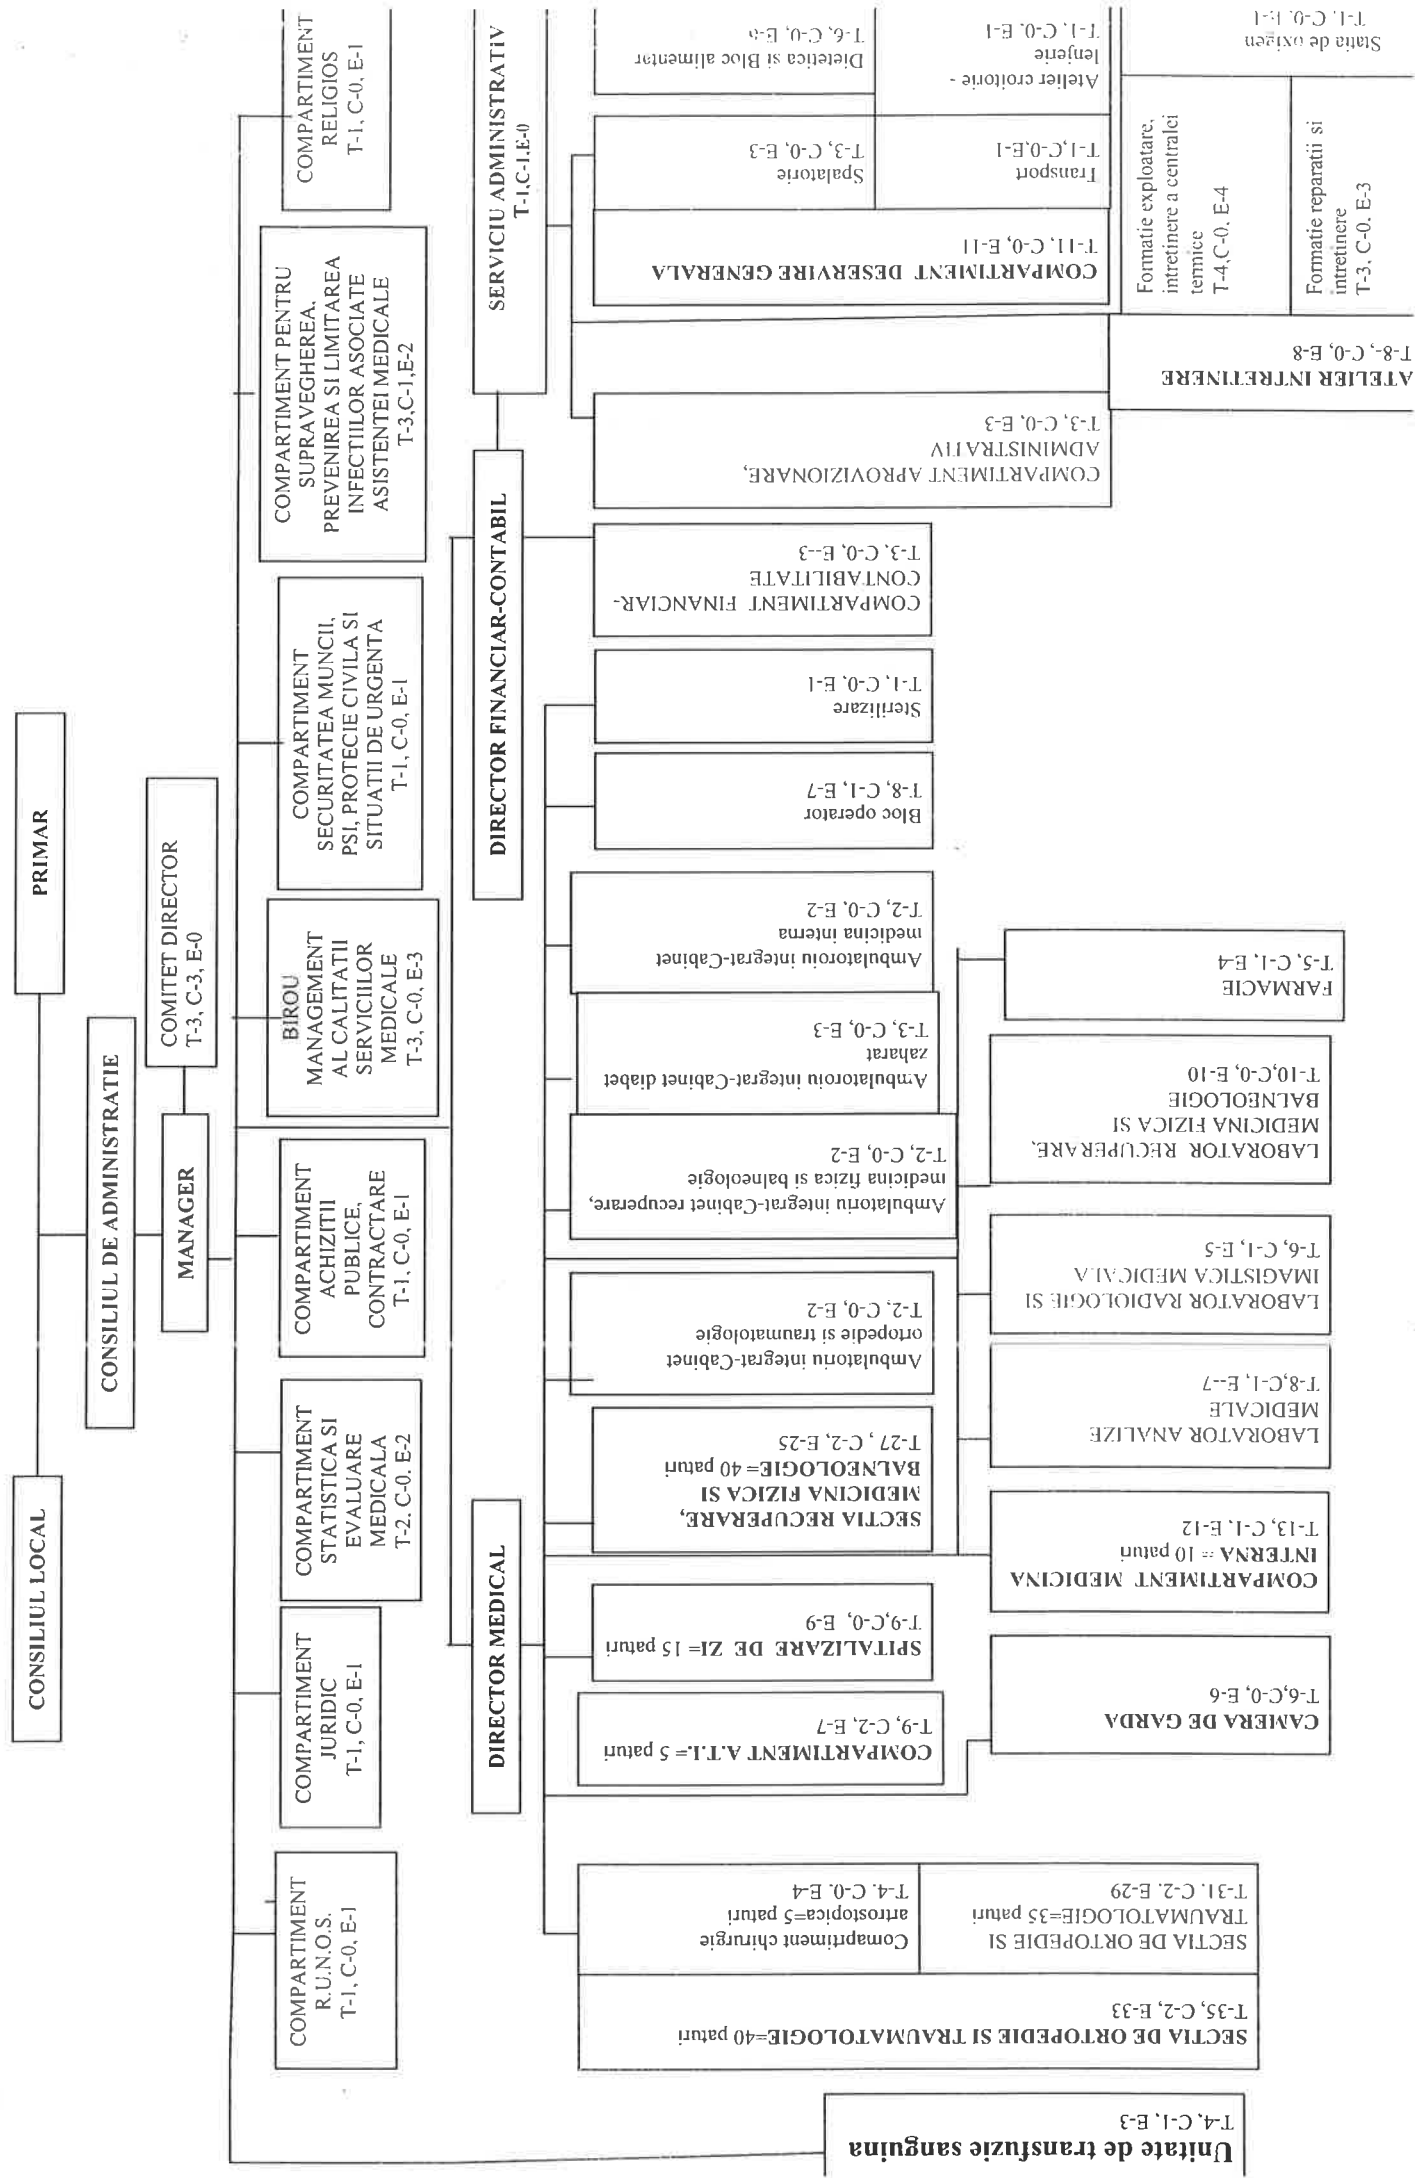 CONSILIUL LOCAL
PRIMAR
CONSILIUL DE ADMINISTRATIE
MANAGER
COMITET DIRECTOR
T-3, C-3, E-0
COMPARTIMENT
R.U.N.O.S.
T-1, C-0, E-1
COMPARTIMENT
JURIDIC
T-1, C-0, E-1
COMPARTIMENT
STATISTICA SI
EVALUARE
MEDICALA
T-2. C-0. E-2
COMPARTIMENT
ACHIZITII
PUBLICE,
CONTRACTARE
T-1, C-0, E-1
BIROU
MANAGEMENT
AL CALITATII
SERVICIILOR
MEDICALE
T-3, C-0, E-3
COMPARTIMENT
SECURITATEA MUNCII,
PSI, PROTECIE CIVILA SI
SITUATII DE URGENTA
T-1, C-0, E-1
COMPARTIMENT PENTRU
SUPRAVEGHEREA,
PREVENIREA SI LIMITAREA
INFECTIILOR ASOCIATE
ASISTENTEI MEDICALE
T-3,C-1,E-2
COMPARTIMENT
RELIGIOS
T-1, C-0, E-1
DIRECTOR MEDICAL
DIRECTOR FINANCIAR-CONTABIL
SERVICIU ADMINISTRATIV
T-1,C-1,E-0
Unitate de transfuzie sanguina
T-4, C-1, E-3
SECTIA DE ORTOPEDIE SI TRAUMATOLOGIE=40 paturi
T-35, C-2, E-33
SECTIA DE ORTOPEDIE SI
TRAUMATOLOGIE=35 paturi
T-31. C-2. E-29
Comaprtiment chirurgie
artrostopica=5 paturi
T-4. C-0. E-4
COMPARTIMENT A.T.I.= 5 paturi
T-9, C-2, E-7
SPITALIZARE DE ZI= 15 paturi
T-9,C-0, E-9
SECTIA RECUPERARE,
MEDICINA FIZICA SI
BALNEOLOGIE= 40 paturi
T-27 , C-2, E-25
Ambulatoriu integrat-Cabinet
ortopedie si traumatologie
T-2, C-0, E-2
Ambulatoriu integrat-Cabinet recuperare,
medicina fizica si balneologie
T-2, C-0, E-2
Ambulatoroiu integrat-Cabinet diabet
zaharat
T-3, C-0, E-3
Ambulatoroiu integrat-Cabinet
medicina interna
T-2, C-0, E-2
Bloc operator
T-8, C-1, E-7
Sterilizare
T-1, C-0, E-1
COMPARTIMENT FINANCIAR-
CONTABILITATE
T-3, C-0, E--3
COMPARTIMENT APROVIZIONARE,
ADMINISTRATIV
T-3, C-0, E-3
COMPARTIMENT DESERVIRE GENERALA
T-11, C-0, E-11
Spalatorie
T-3, C-0, E-3
Dietetica si Bloc alimentar
T-6, C-0, E-6
Transport
T-1,C-0,E-1
Atelier croitorie -
lenjerie
T-1, C-0. E-1
ATELIER INTRETINERE
T-8-, C-0, E-8
Formatie exploatare,
intretinere a centralei
termice
T-4,C-0. E-4
Formatie reparatii si
intretinere
T-3, C-0. E-3
Statia de oxigen
T-1, C-0. E-1
CAMERA DE GARDA
T-6,C-0, E-6
COMPARTIMENT MEDICINA
INTERNA = 10 paturi
T-13, C-1, E-12
LABORATOR ANALIZE
MEDICALE
T-8,C-1, E--7
LABORATOR RADIOLOGIE SI
IMAGISTICA MEDICALA
T-6, C-1, E-5
LABORATOR RECUPERARE,
MEDICINA FIZICA SI
BALNEOLOGIE
T-10,C-0, E-10
FARMACIE
T-5, C-1, E-4